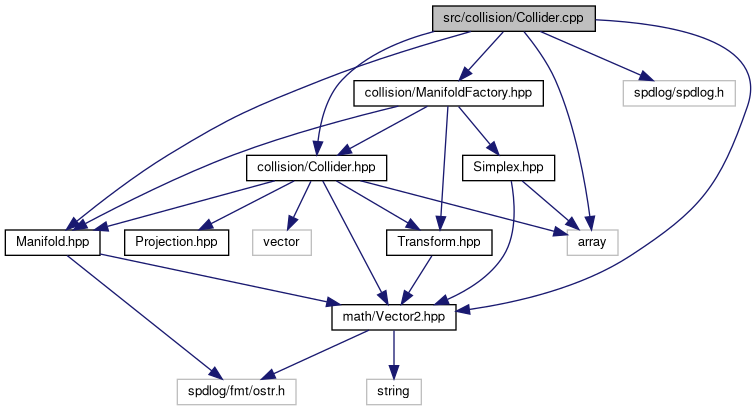 src/collision/Collider.cpp
collision/ManifoldFactory.hpp
spdlog/spdlog.h
collision/Collider.hpp
Simplex.hpp
Manifold.hpp
Projection.hpp
vector
Transform.hpp
array
math/Vector2.hpp
spdlog/fmt/ostr.h
string